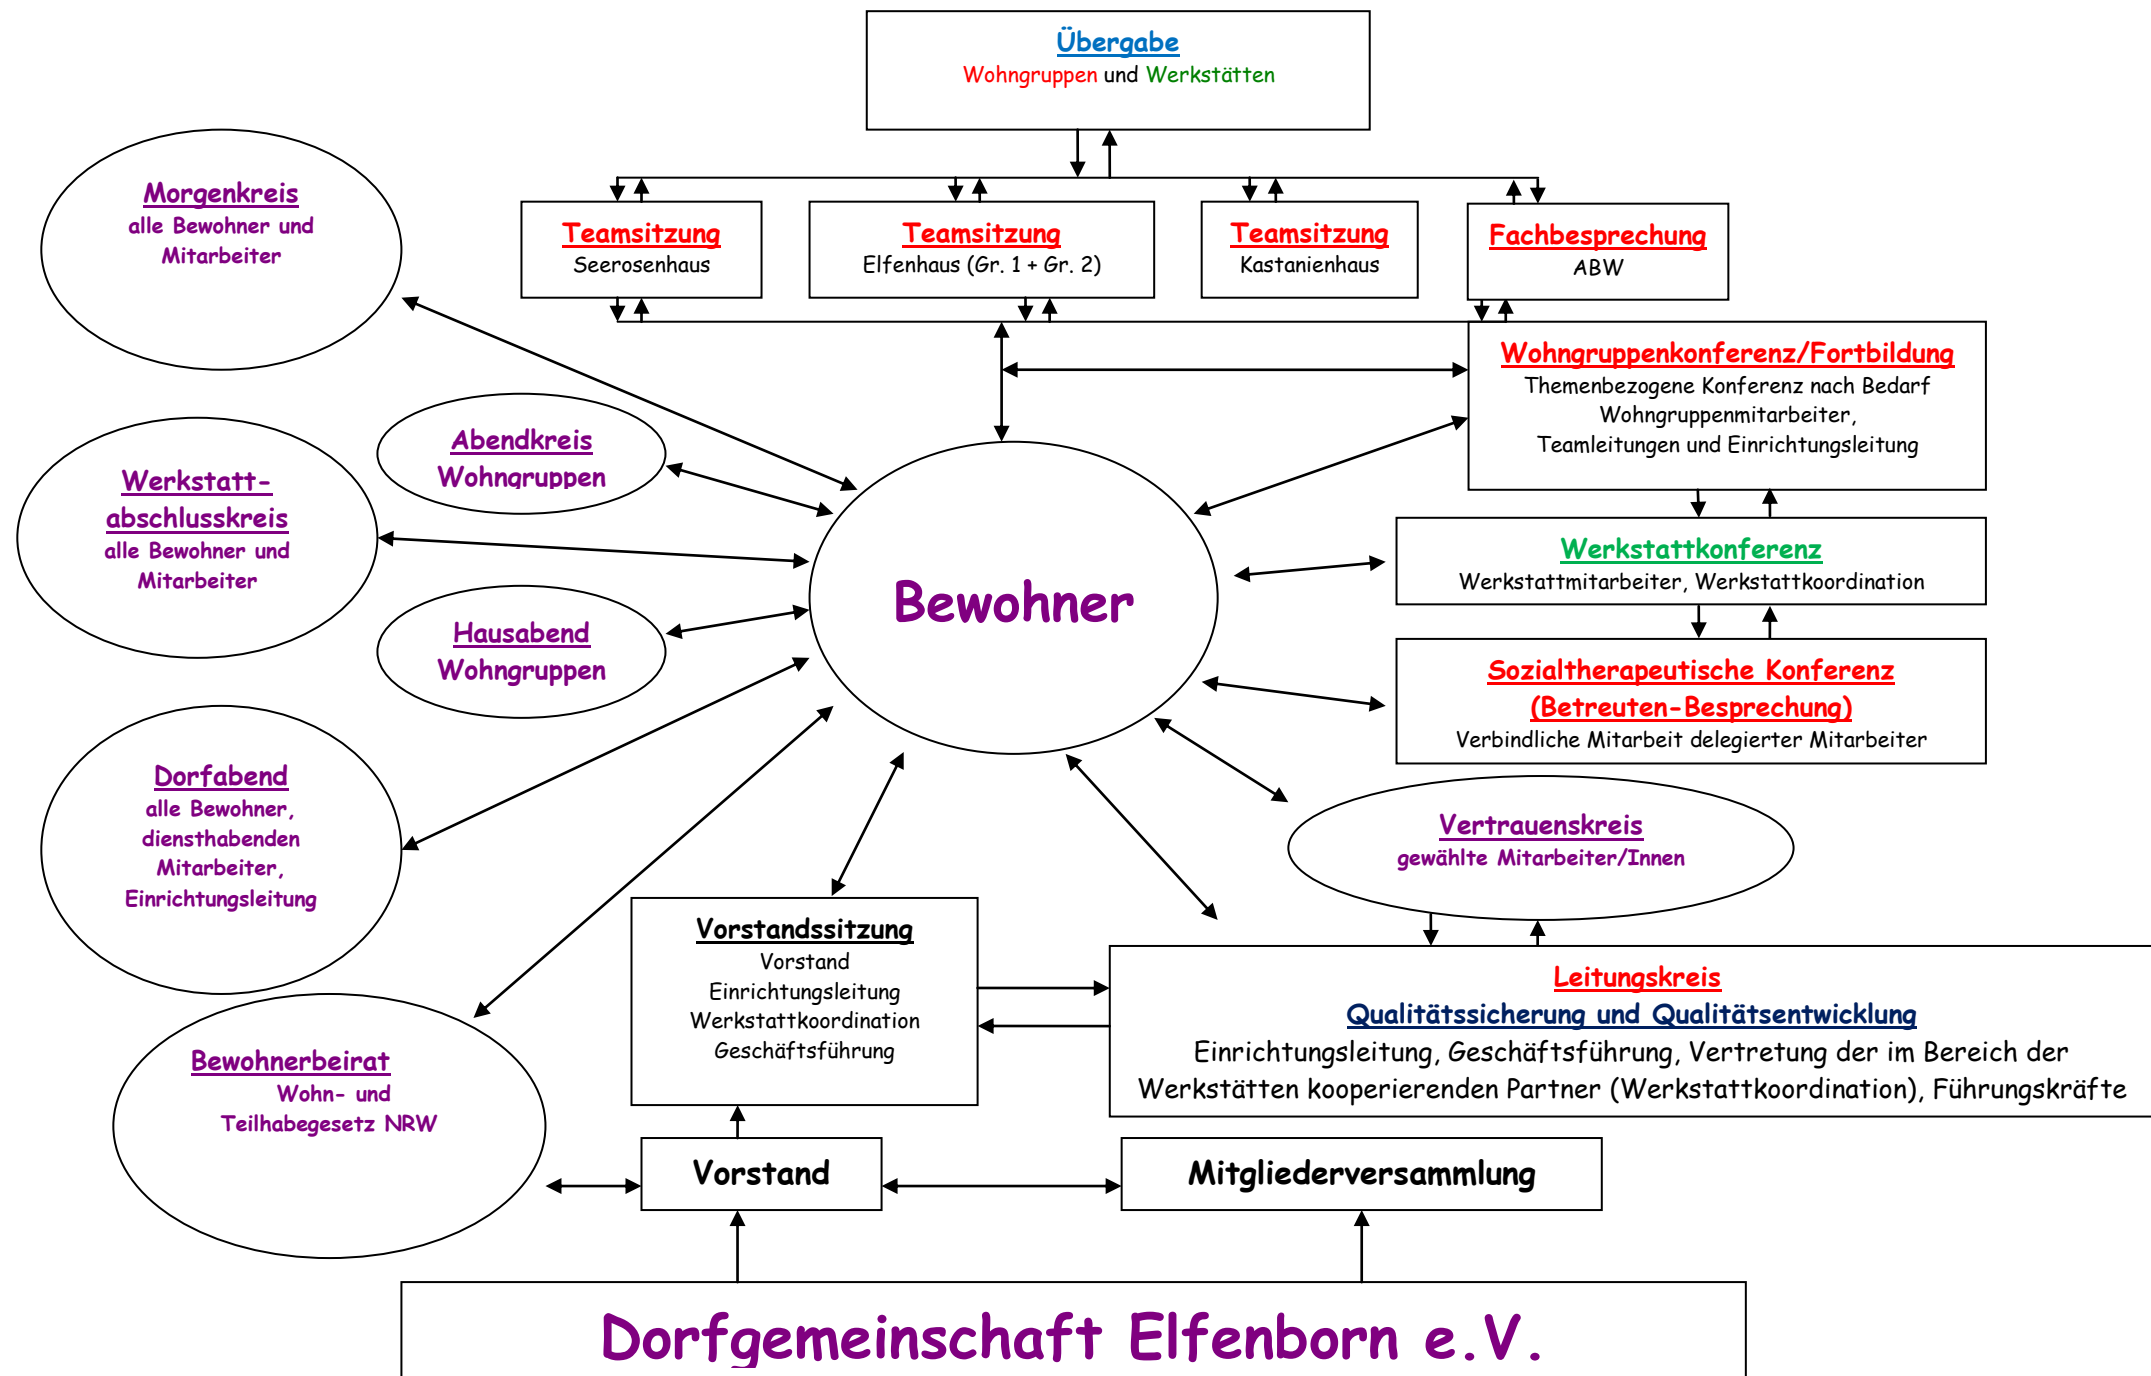 Übergabe
Wohngruppen und Werkstätten
Morgenkreis
alle Bewohner und
Mitarbeiter
Teamsitzung
Seerosenhaus
Teamsitzung
Elfenhaus (Gr. 1 + Gr. 2)
Teamsitzung
Kastanienhaus
Fachbesprechung
ABW
Wohngruppenkonferenz/Fortbildung
Themenbezogene Konferenz nach Bedarf
Wohngruppenmitarbeiter,
Teamleitungen und Einrichtungsleitung
Abendkreis
Wohngruppen
Werkstatt-
abschlusskreis
alle Bewohner und
Mitarbeiter
Bewohner
Werkstattkonferenz
Werkstattmitarbeiter, Werkstattkoordination
Hausabend
Wohngruppen
Sozialtherapeutische Konferenz
(Betreuten-Besprechung)
Verbindliche Mitarbeit delegierter Mitarbeiter
Dorfabend
alle Bewohner,
diensthabenden
Mitarbeiter,
Einrichtungsleitung
Vertrauenskreis
gewählte Mitarbeiter/Innen
Vorstandssitzung
Vorstand
Einrichtungsleitung
Werkstattkoordination
Geschäftsführung
Leitungskreis
Qualitätssicherung und Qualitätsentwicklung
Einrichtungsleitung, Geschäftsführung, Vertretung der im Bereich der
Werkstätten kooperierenden Partner (Werkstattkoordination), Führungskräfte
Bewohnerbeirat
Wohn- und
Teilhabegesetz NRW
Vorstand
Mitgliederversammlung
Dorfgemeinschaft Elfenborn e.V.